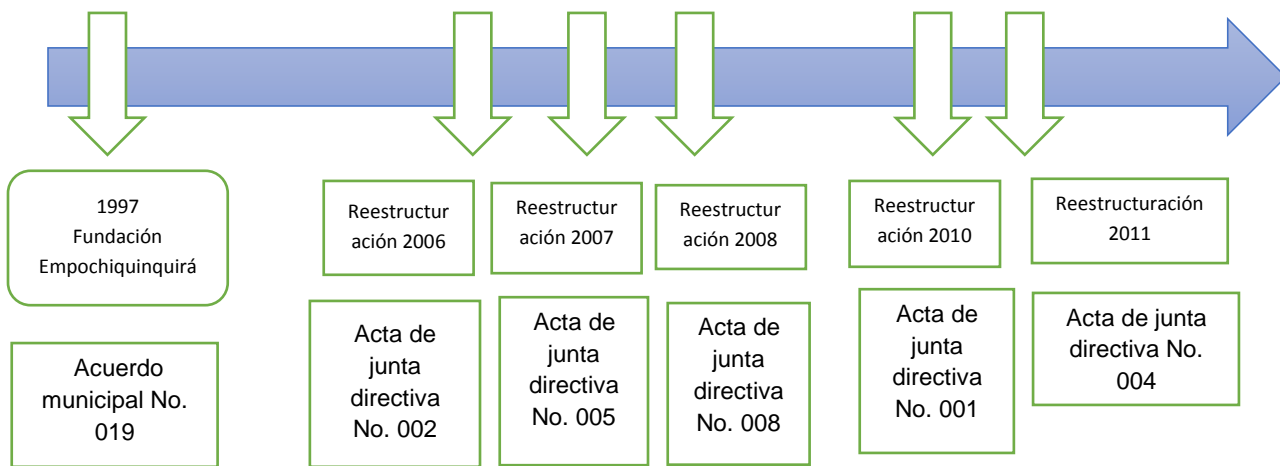 1997
Fundación
Empochiquinquirá
Reestructur
ación 2006
Reestructur
ación 2007
Reestructur
ación 2008
Reestructur
ación 2010
Reestructuración
2011
Acuerdo
municipal No.
019
Acta de
junta
directiva
No. 002
Acta de
junta
directiva
No. 005
Acta de
junta
directiva
No. 008
Acta de
junta
directiva
No. 001
Acta de junta
directiva No.
004